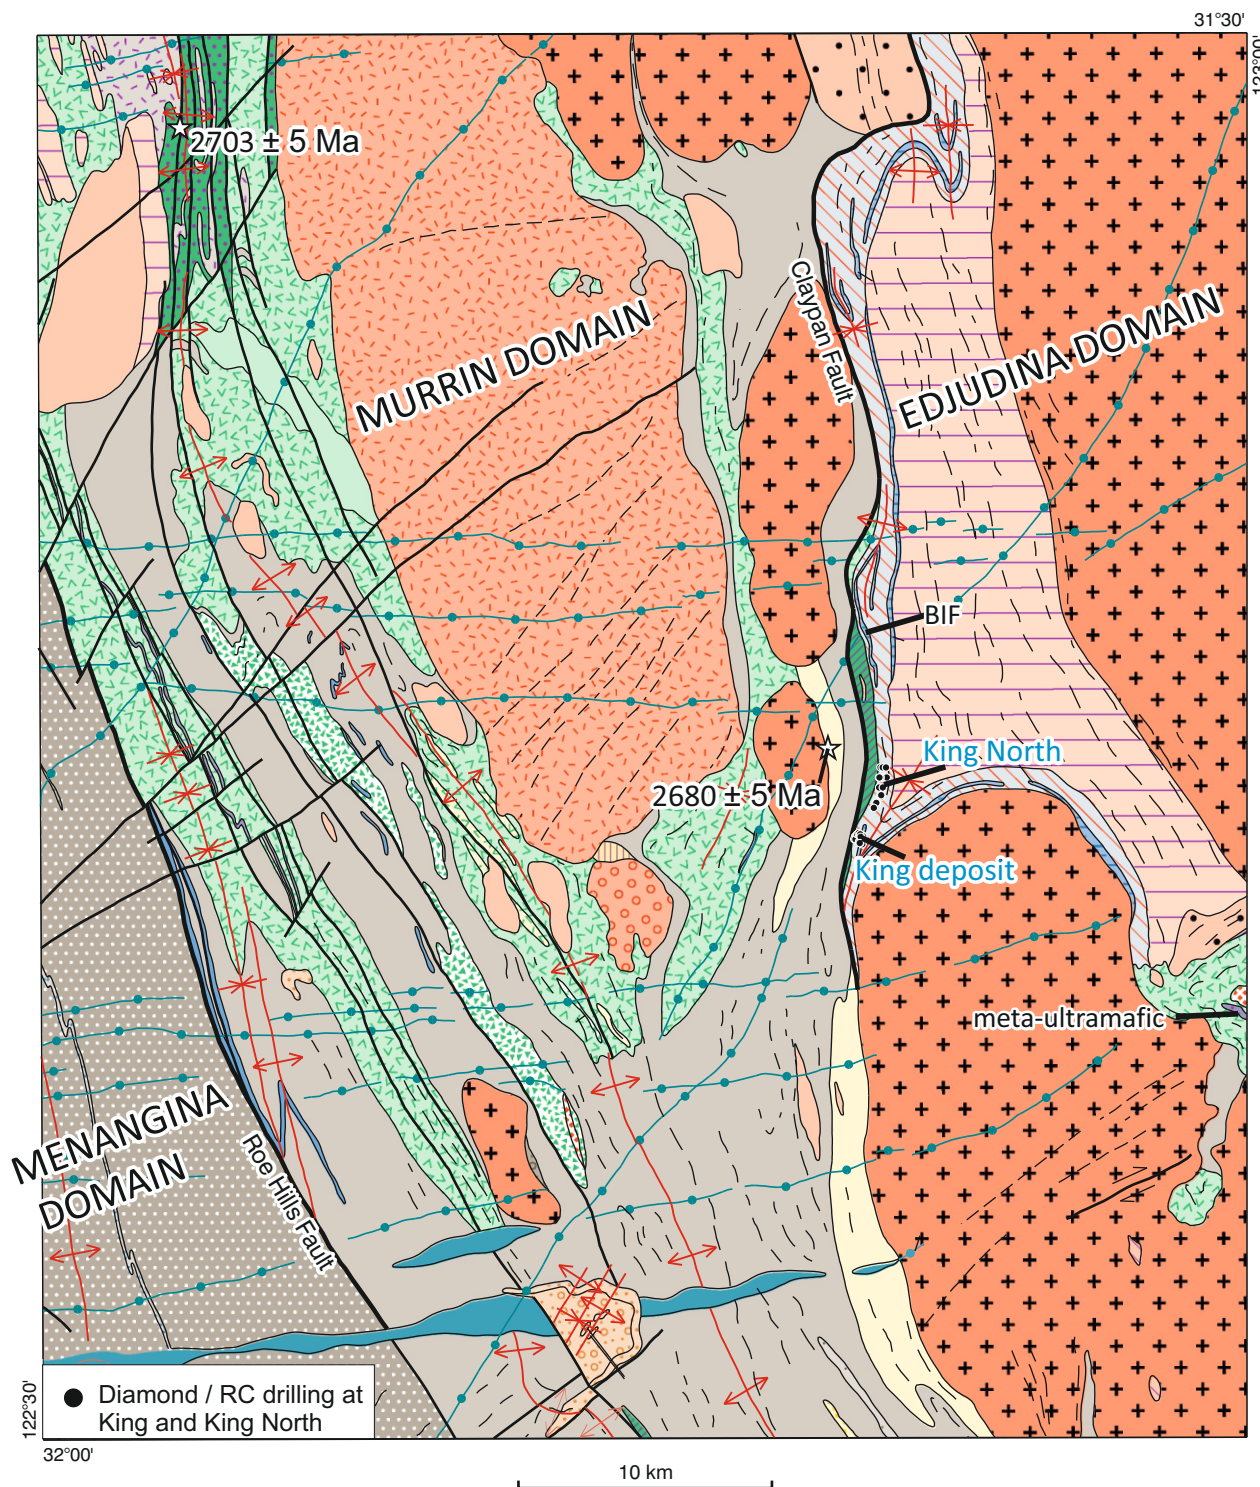 31°30'
123°00'
2703 ± 5 Ma
Claypan Fault
MURRIN DOMAIN
EDJUDINA DOMAIN
BIF
King North
2680 ± 5 Ma
King deposit
meta-ultramafic
MENANGINA
DOMAIN
Roe Hills Fault
Diamond / RC drilling at
King and King North
122°30'
32°00'
10 km